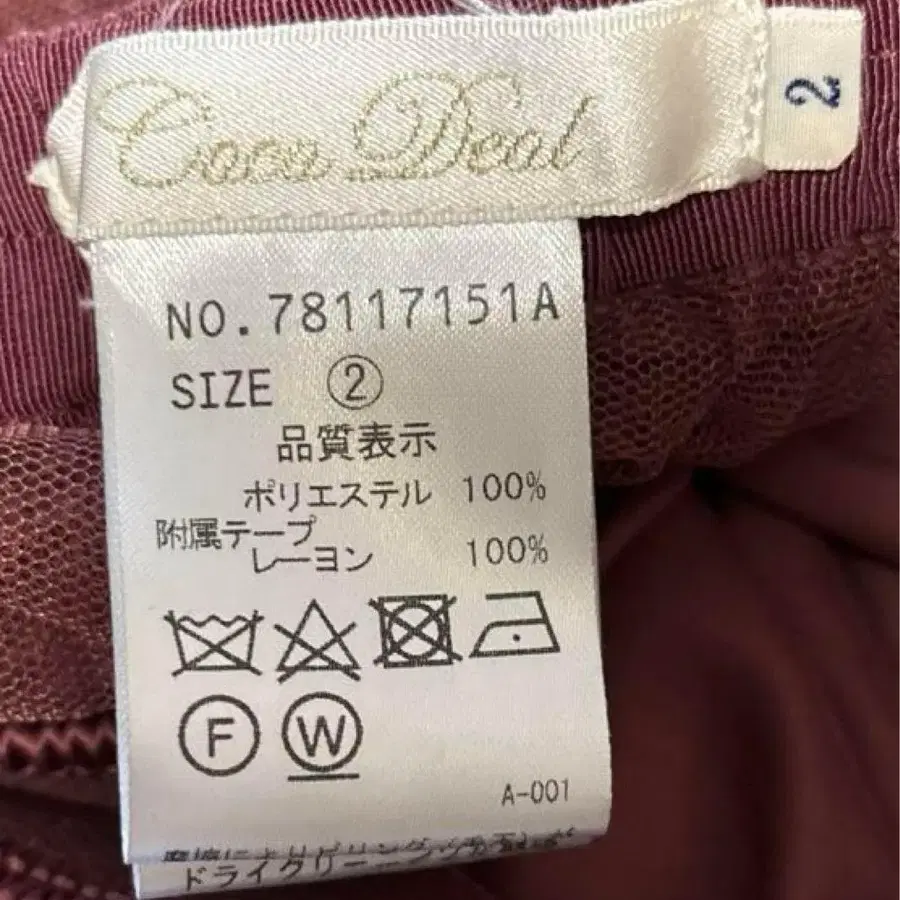 Coco Deal
2
NO.78117151A
SIZE ②
品質表示
ポリエステル 100%
附属テープ
レーヨン 100%
F W
A-001
ドライクリーニング